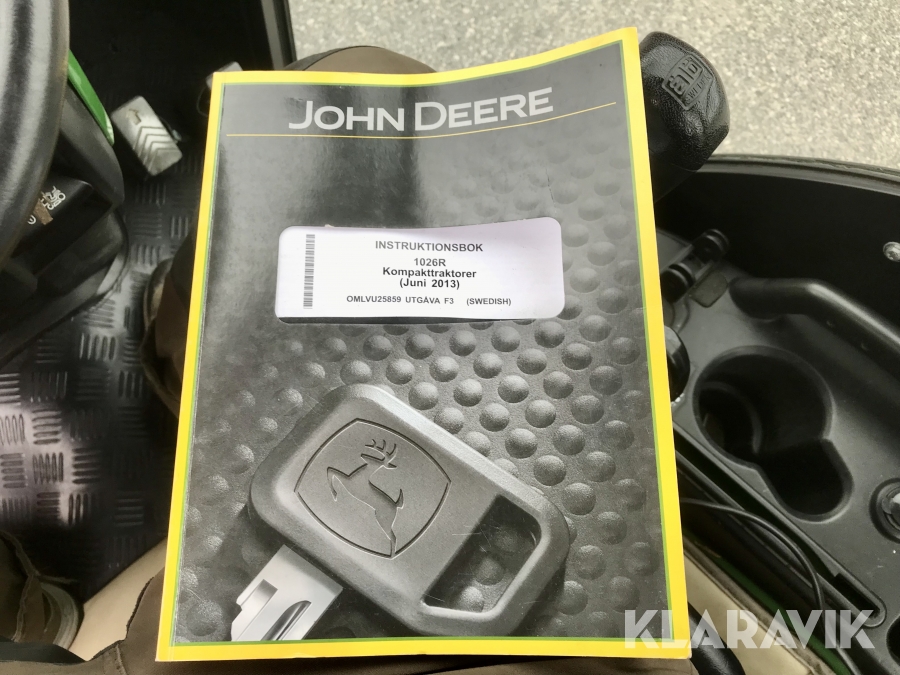 JOHN DEERE
INSTRUKTIONSBOK
1026R
Kompakttraktorer
(Juni 2013)
OMLVU25859 UTGÅVA F3 (SWEDISH)
KLARAVIK